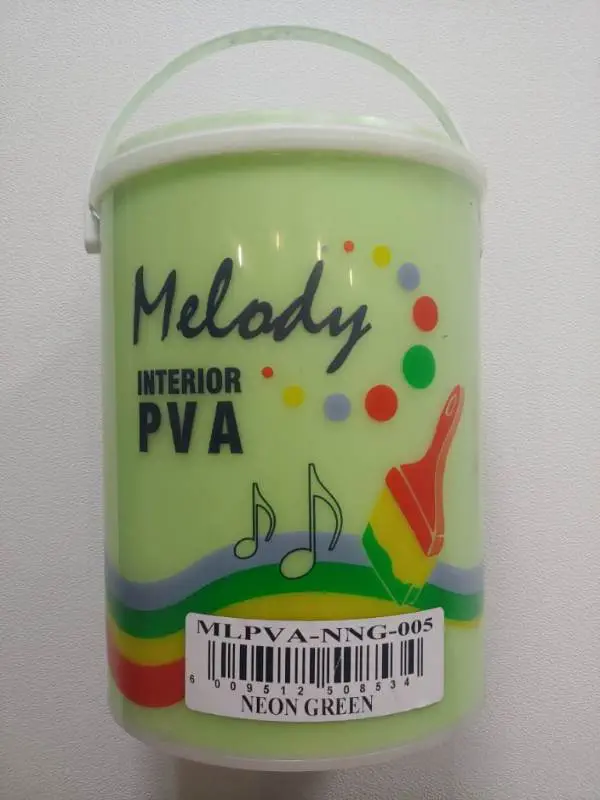 Melody
INTERIOR
PVA
MLPVA-NNG-005
6 009512 508534
NEON GREEN